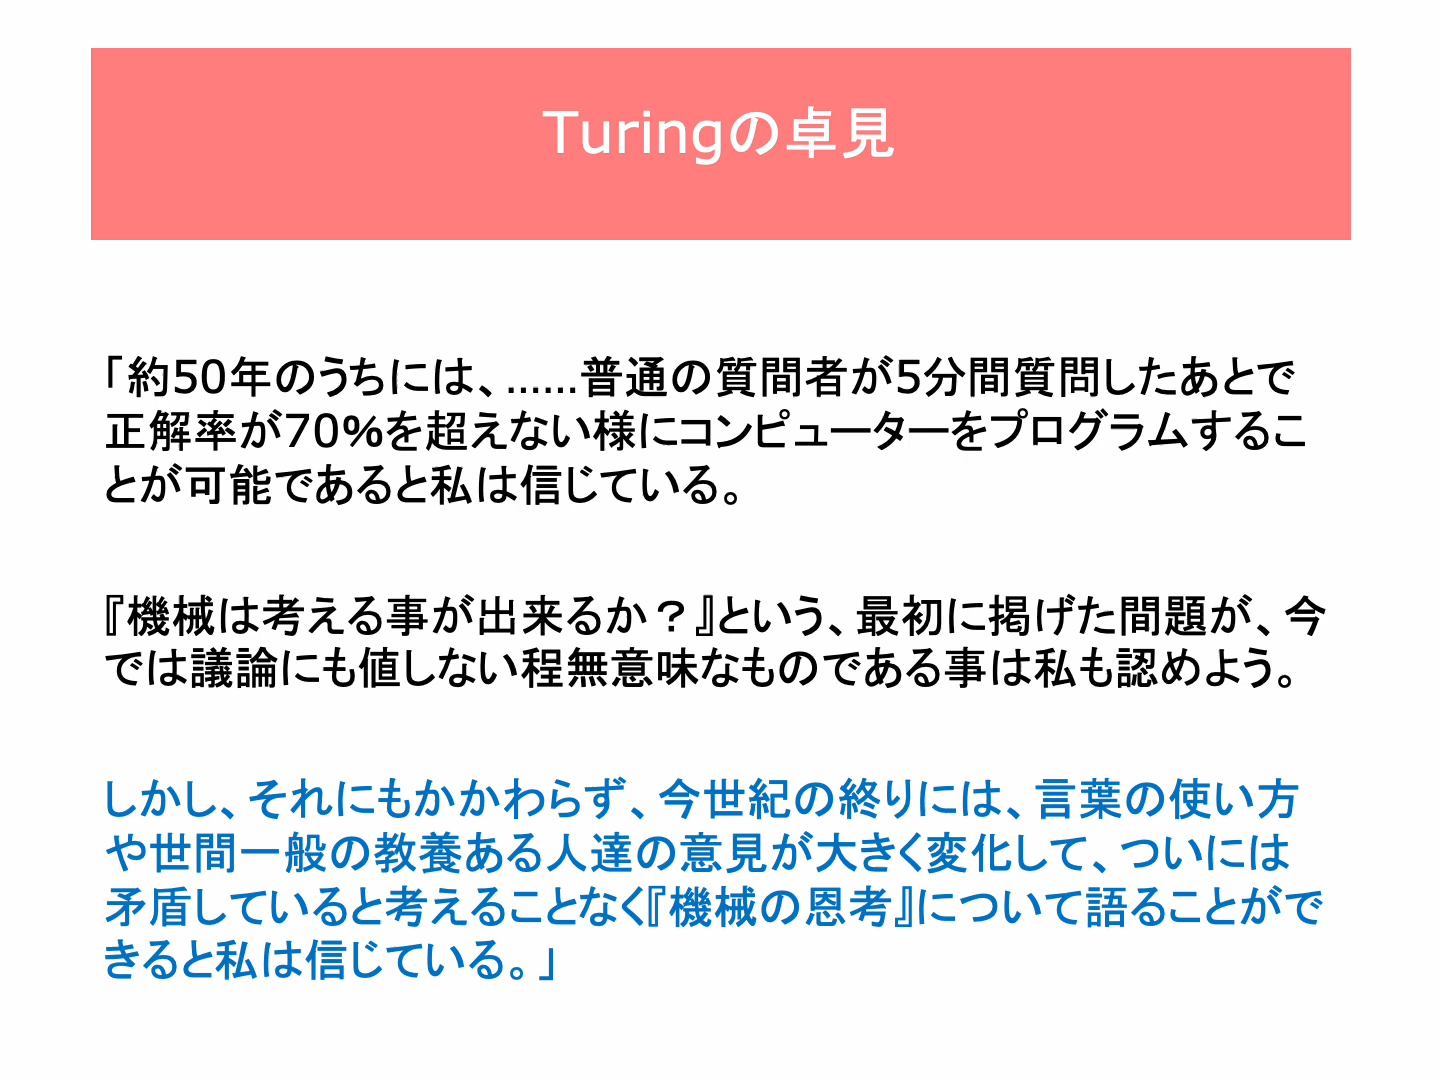 Turingの卓見
「約50年のうちには、......普通の質問者が5分間質問したあとで
正解率が70%を超えない様にコンピューターをプログラムするこ
とが可能であると私は信じている。
『機械は考える事が出来るか？』という、最初に掲げた問題が、今
では議論にも値しない程無意味なものである事は私も認めよう。
しかし、それにもかかわらず、今世紀の終りには、言葉の使い方
や世間一般の教養ある人達の意見が大きく変化して、ついには
矛盾していると考えることなく『機械の恩考』について語ることがで
きると私は信じている。」